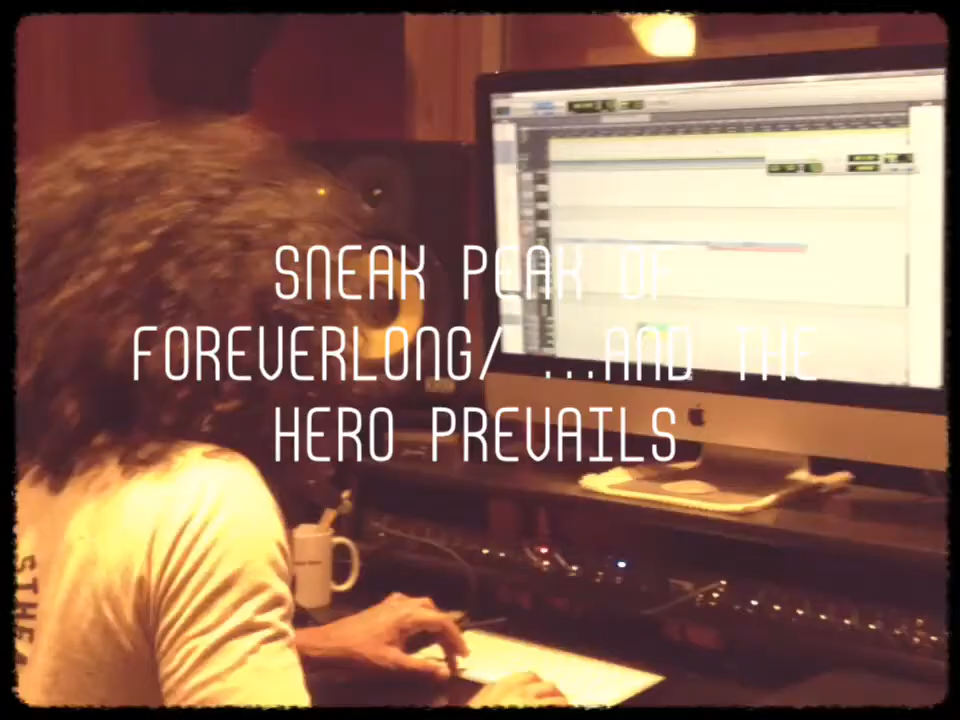 SNEAK PEAK OF
FOREVERLONG/ ...AND THE
HERO PREVAILS